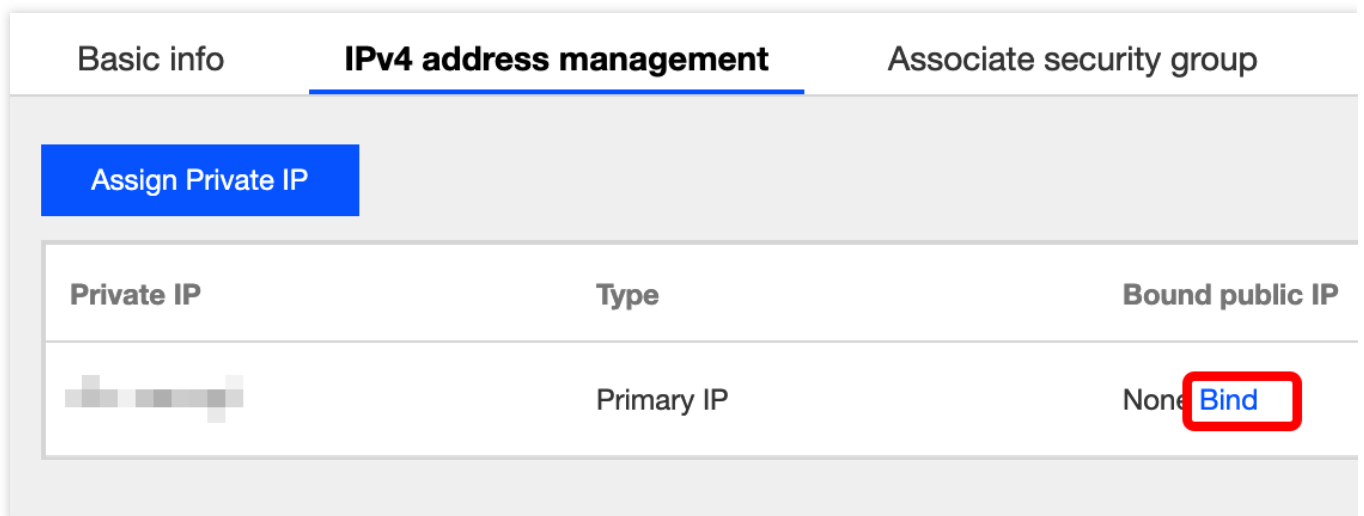 Basic info IPv4 address management Associate security group
Assign Private IP
Private IP Type Bound public IP
Primary IP None Bind